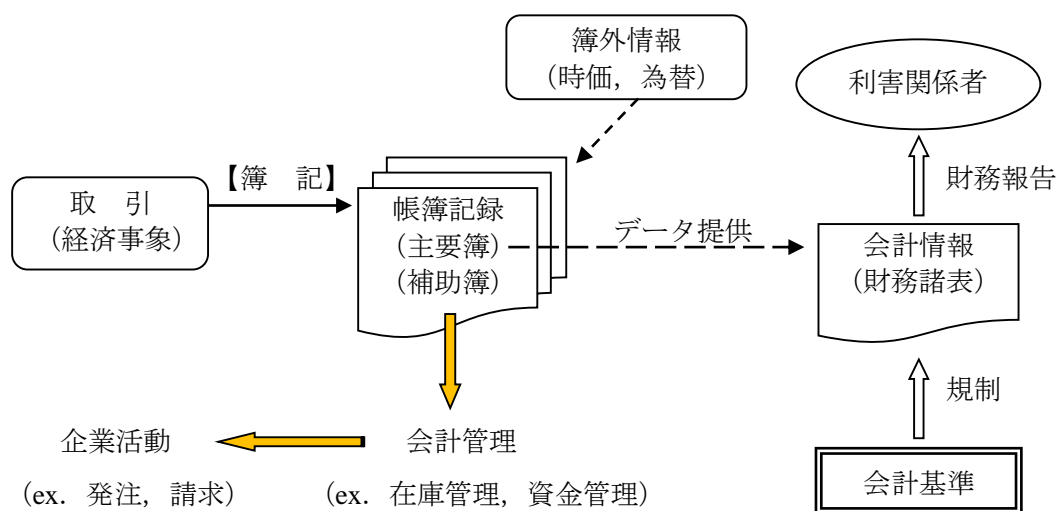 簿外情報
(時価，為替)
利害関係者
【簿　記】
財務報告
取　引
(経済事象)
帳簿記録
(主要簿)
(補助簿)
データ提供
会計情報
(財務諸表)
規制
企業活動
会計管理
(ex．発注，請求)
(ex．在庫管理，資金管理)
会計基準